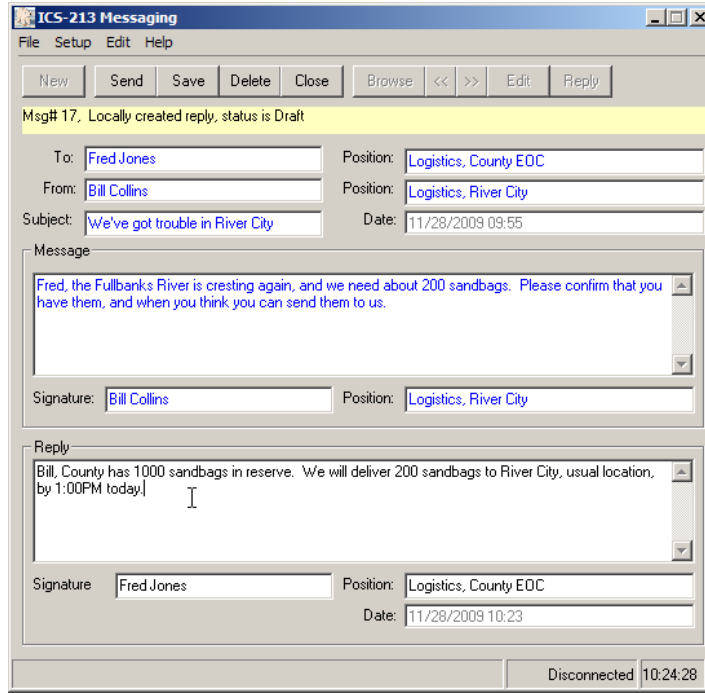 ICS-213 Messaging
File Setup Edit Help
New Send Save Delete Close Browse << >> Edit Reply
Msg# 17, Locally created reply, status is Draft
To: Fred Jones Position: Logistics, County EOC
From: Bill Collins Position: Logistics, River City
Subject: We've got trouble in River City Date: 11/28/2009 09:55
Message
Fred, the Fullbanks River is cresting again, and we need about 200 sandbags. Please confirm that you
have them, and when you think you can send them to us.
Signature: Bill Collins Position: Logistics, River City
Reply
Bill, County has 1000 sandbags in reserve. We will deliver 200 sandbags to River City, usual location,
by 1:00PM today.
Signature Fred Jones Position: Logistics, County EOC
Date: 11/28/2009 10:23
Disconnected 10:24:28